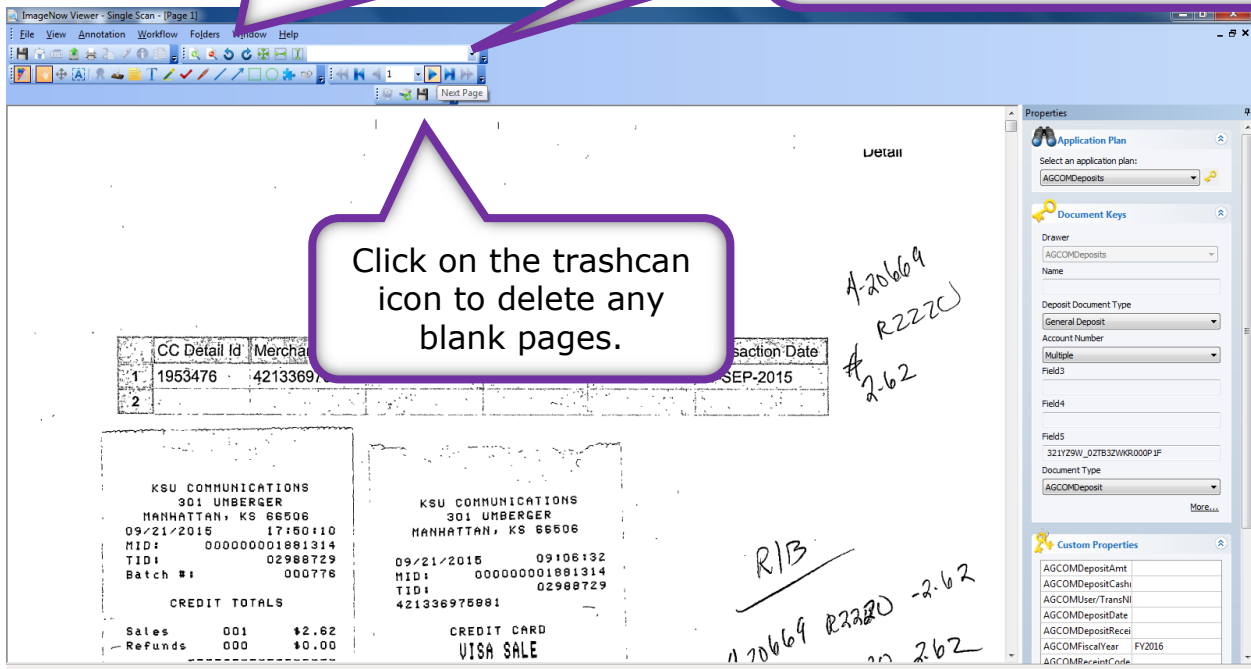 ImageNow Viewer - Single Scan - [Page 1]
File View Annotation Workflow Folders Window Help
1
Next Page
Detail
Click on the trashcan
icon to delete any
blank pages.
A-20669
R2220
#
2.62
CC Detail Id
1 1953476 SEP-2015
2
KSU COMMUNICATIONS
301 UMBERGER
MANHATTAN, KS 66506
09/21/2015 17:50:10
MID: 000000001881314
TID: 02988729
Batch #: 000776
CREDIT TOTALS
Sales 001 $2.62
Refunds 000 $0.00
KSU COMMUNICATIONS
301 UMBERGER
MANHATTAN, KS 66506
09/21/2015 09:06:32
MID: 000000001881314
TID: 02988729
421336975881
CREDIT CARD
VISA SALE
R/B
A20669 R2220 -2.62
2.62
Properties
Application Plan
Select an application plan:
AGCOMDeposits
Document Keys
Drawer
AGCOMDeposits
Name
Deposit Document Type
General Deposit
Account Number
Multiple
Field3
Field4
Field5
321YZ9W_02TB3ZWKR000P1F
Document Type
AGCOMDeposit
More...
Custom Properties
AGCOMDepositAmt
AGCOMDepositCash
AGCOMUser/TransN
AGCOMDepositDate
AGCOMDepositRecei
AGCOMFiscalYear FY2016
AGCOMReceiptCode